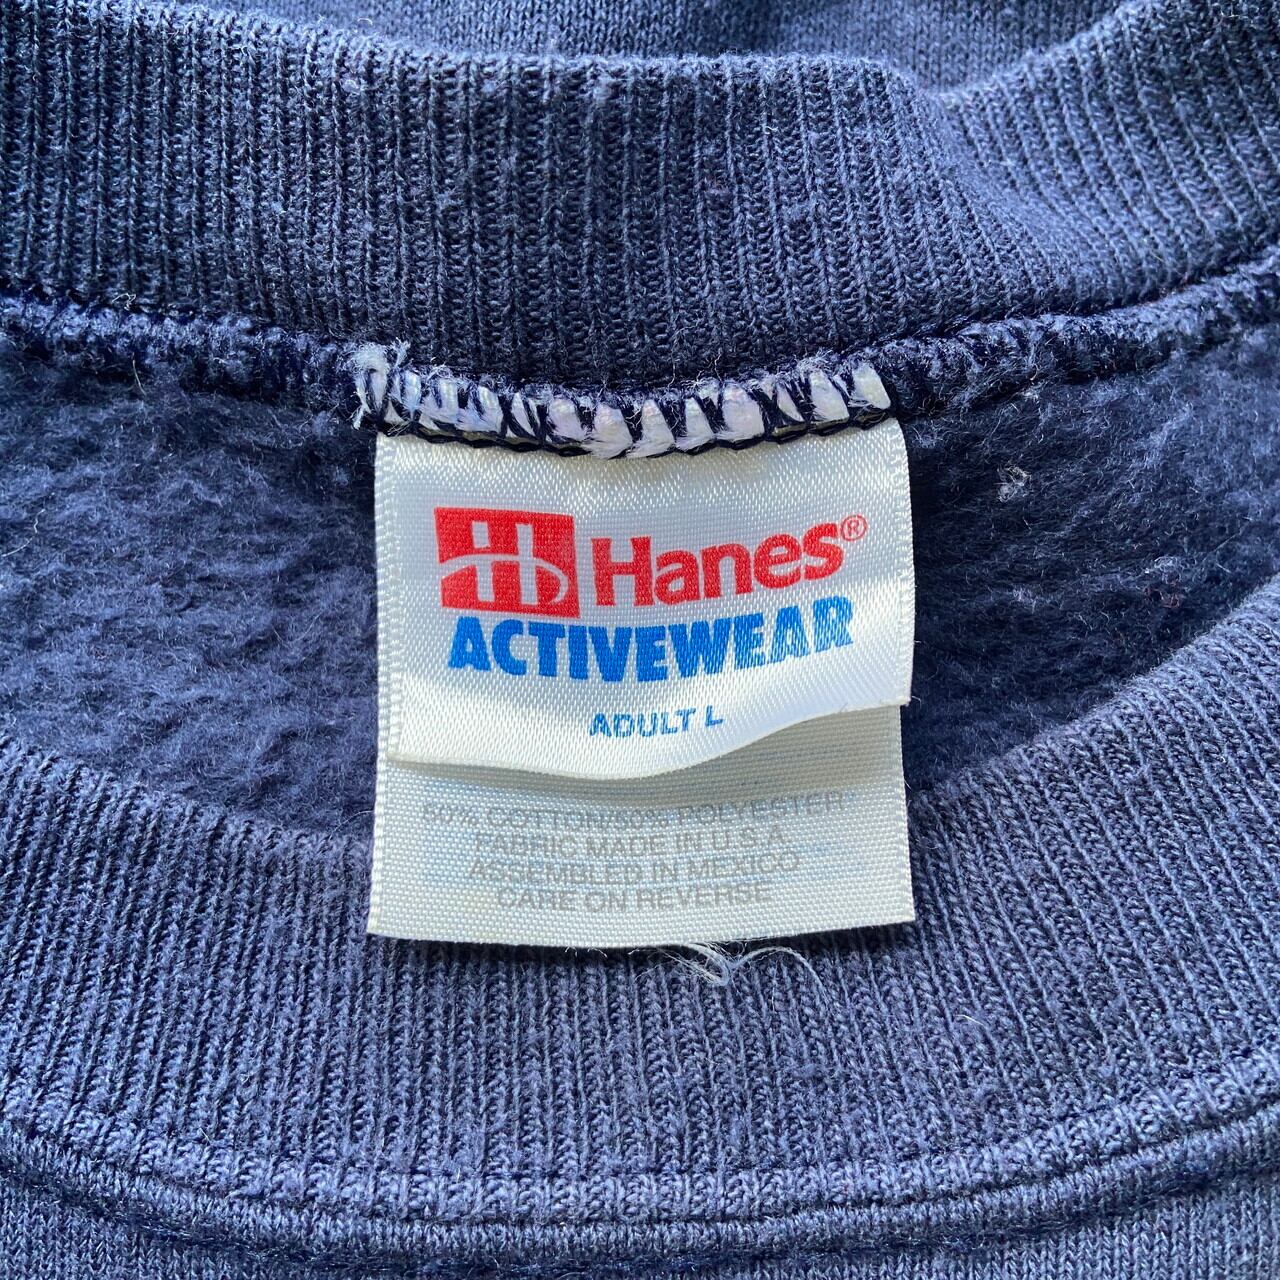 Hanes®
ACTIVEWEAR
ADULT L
50% COTTON/50% POLYESTER
FABRIC MADE IN U.S.A.
ASSEMBLED IN MEXICO
CARE ON REVERSE